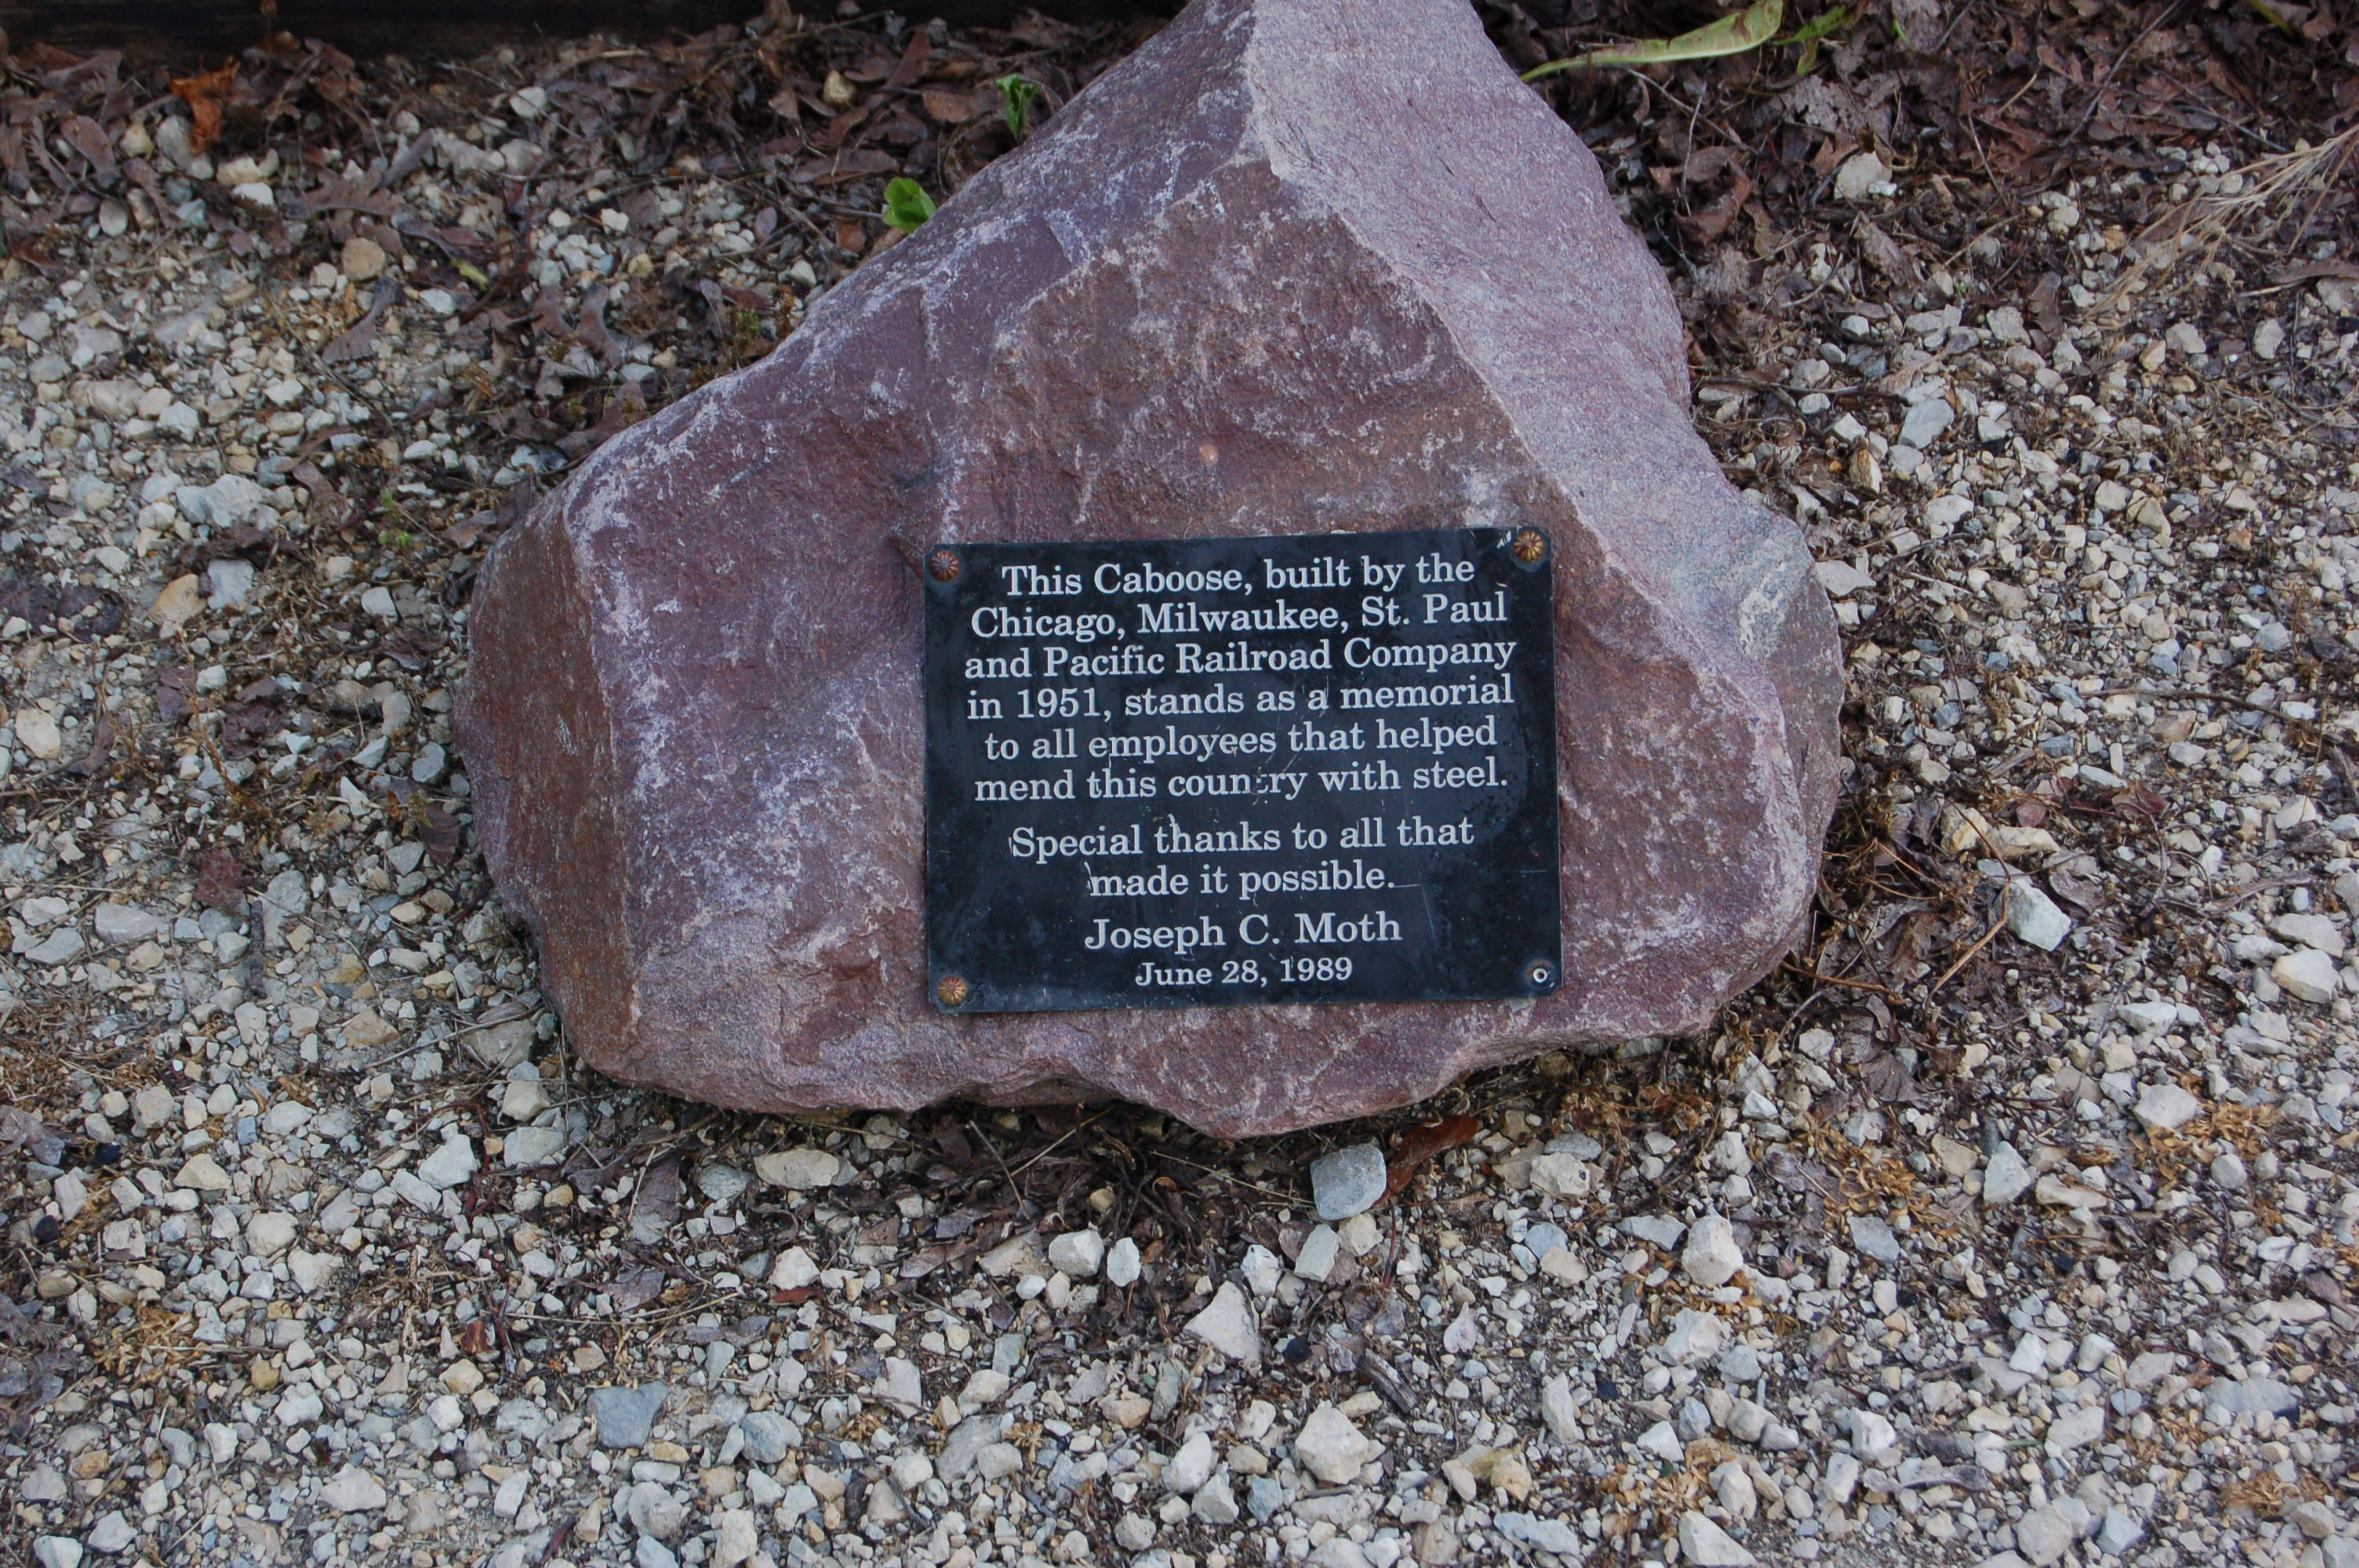 This Caboose, built by the
Chicago, Milwaukee, St. Paul
and Pacific Railroad Company
in 1951, stands as a memorial
to all employees that helped
mend this country with steel.
Special thanks to all that
made it possible.
Joseph C. Moth
June 28, 1989